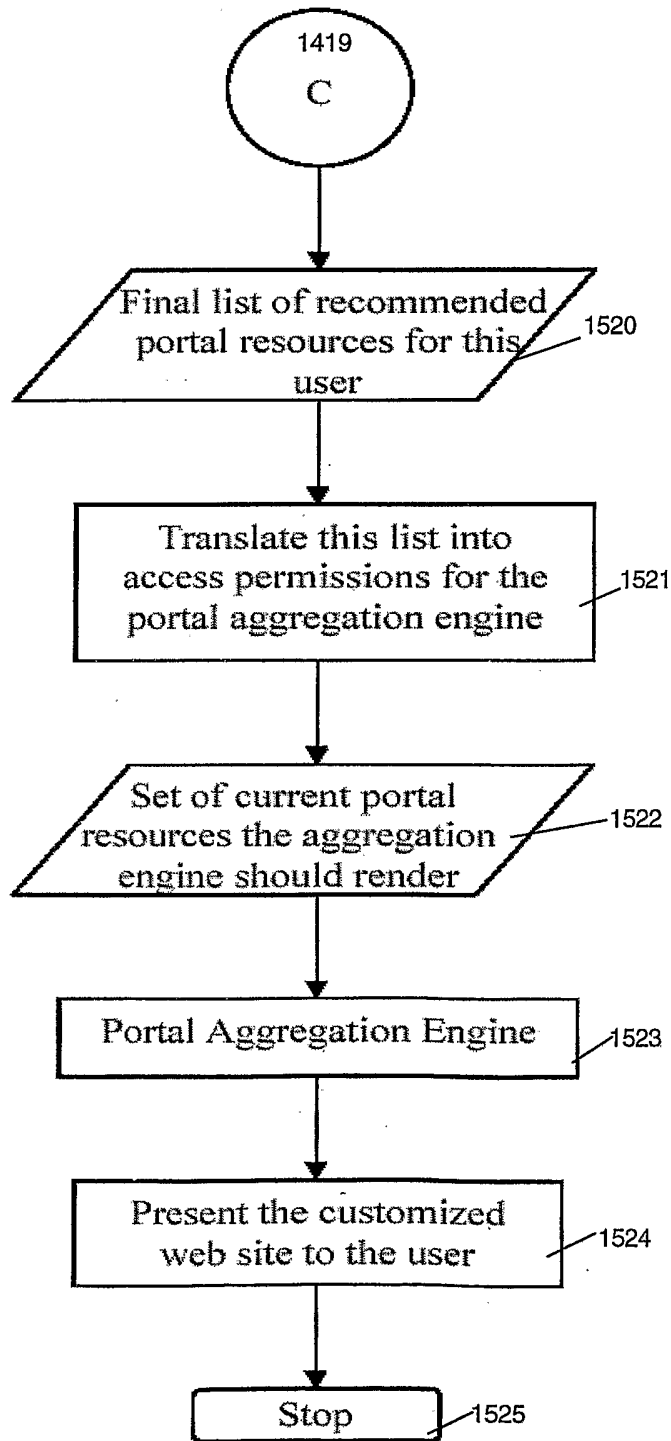 1419
C
Final list of recommended
portal resources for this
user
1520
Translate this list into
access permissions for the
portal aggregation engine
1521
Set of current portal
resources the aggregation
engine should render
1522
Portal Aggregation Engine
1523
Present the customized
web site to the user
1524
Stop
1525